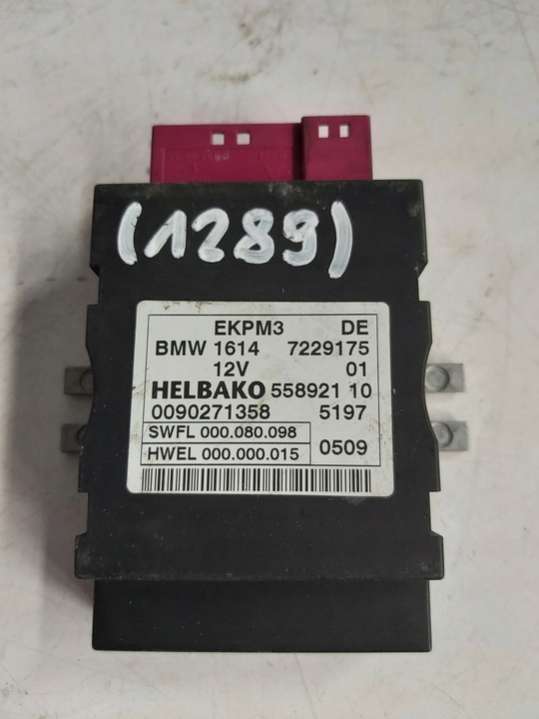 (1289)
EKPM3 DE
BMW 1614 7229175
12V 01
HELBAKO 558921 10
0090271358 5197
SWFL 000.080.098
HWEL 000.000.015 0509